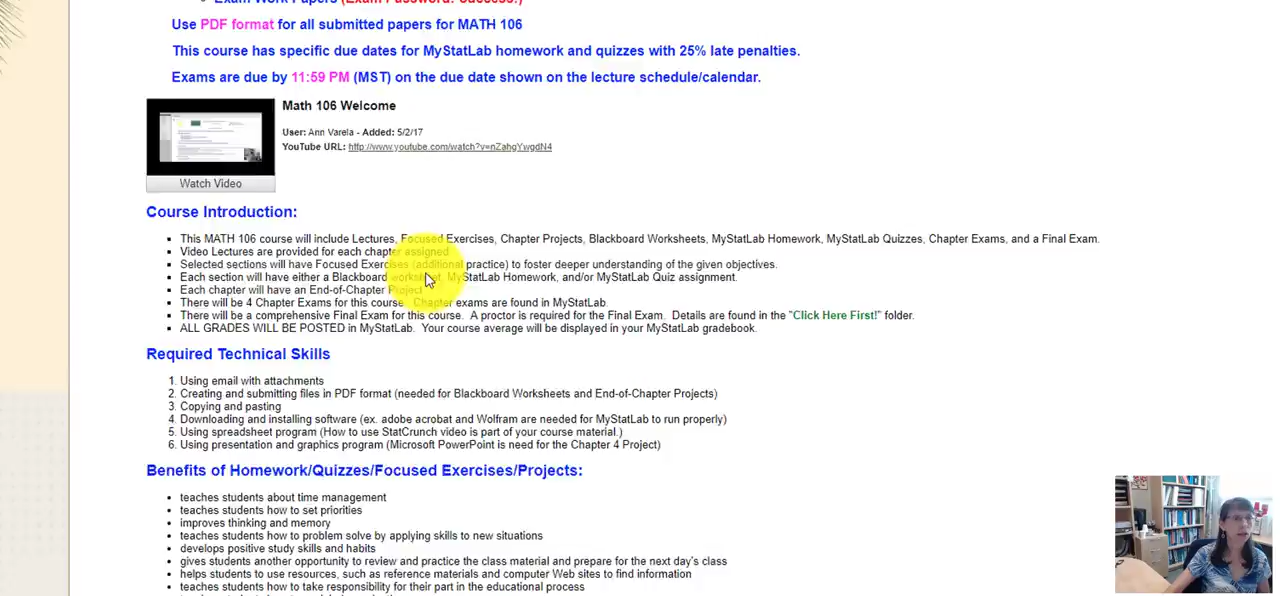 Exam Work Papers (Exam Password: Success!)
Use PDF format for all submitted papers for MATH 106
This course has specific due dates for MyStatLab homework and quizzes with 25% late penalties.
Exams are due by 11:59 PM (MST) on the due date shown on the lecture schedule/calendar.
Math 106 Welcome
User: Ann Varela - Added: 5/2/17
YouTube URL: http://www.youtube.com/watch?v=nZahgYwgdN4
Watch Video
Course Introduction:
This MATH 106 course will include Lectures, Focused Exercises, Chapter Projects, Blackboard Worksheets, MyStatLab Homework, MyStatLab Quizzes, Chapter Exams, and a Final Exam.
Video Lectures are provided for each chapter assigned
Selected sections will have Focused Exercises (additional practice) to foster deeper understanding of the given objectives.
Each section will have either a Blackboard worksheet, MyStatLab Homework, and/or MyStatLab Quiz assignment.
Each chapter will have an End-of-Chapter Project
There will be 4 Chapter Exams for this course. Chapter exams are found in MyStatLab.
There will be a comprehensive Final Exam for this course. A proctor is required for the Final Exam. Details are found in the "Click Here First!" folder.
ALL GRADES WILL BE POSTED in MyStatLab. Your course average will be displayed in your MyStatLab gradebook.
Required Technical Skills
1. Using email with attachments
2. Creating and submitting files in PDF format (needed for Blackboard Worksheets and End-of-Chapter Projects)
3. Copying and pasting
4. Downloading and installing software (ex. adobe acrobat and Wolfram are needed for MyStatLab to run properly)
5. Using spreadsheet program (How to use StatCrunch video is part of your course material.)
6. Using presentation and graphics program (Microsoft PowerPoint is need for the Chapter 4 Project)
Benefits of Homework/Quizzes/Focused Exercises/Projects:
teaches students about time management
teaches students how to set priorities
improves thinking and memory
teaches students how to problem solve by applying skills to new situations
develops positive study skills and habits
gives students another opportunity to review and practice the class material and prepare for the next day's class
helps students to use resources, such as reference materials and computer Web sites to find information
teaches students how to take responsibility for their part in the educational process